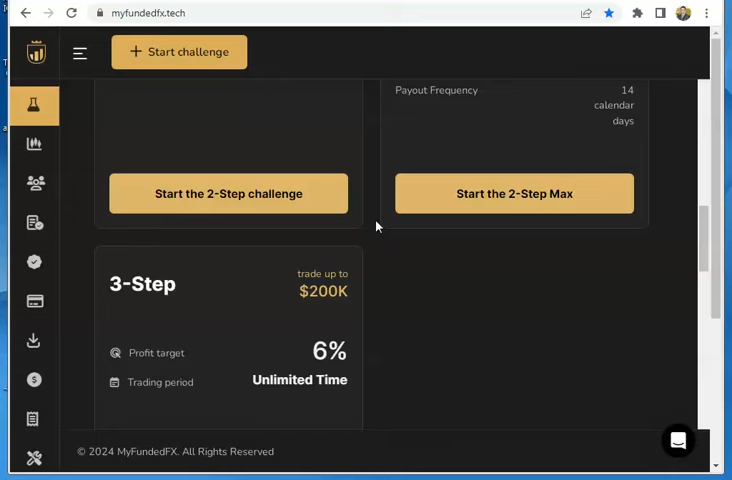 myfundedfx.tech
Start challenge
Payout Frequency
14
calendar
days
Start the 2-Step challenge
Start the 2-Step Max
3-Step
trade up to
$200K
Profit target
6%
Trading period
Unlimited Time
© 2024 MyFundedFX. All Rights Reserved